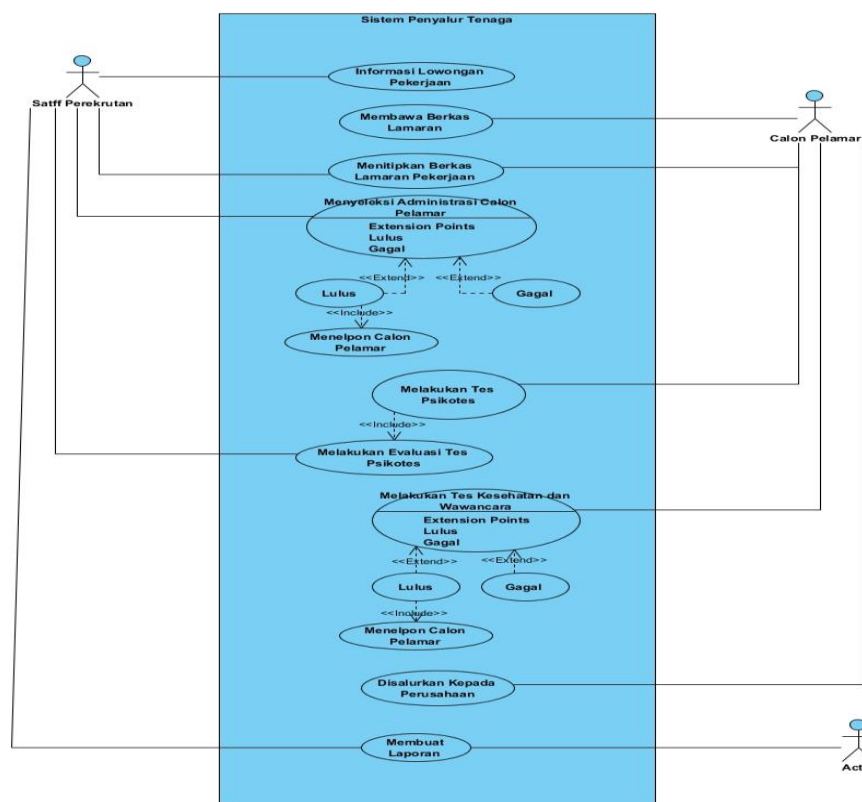 Sistem Penyalur Tenaga
Informasi Lowongan
Pekerjaan
Satff Perekrutan
Membawa Berkas
Lamaran
Calon Pelamar
Menitipkan Berkas
Lamaran Pekerjaan
Menyeleksi Administrasi Calon
Pelamar
Extension Points
Lulus
Gagal
<<Extend>>
<<Extend>>
Lulus
Gagal
<<Include>>
Menelpon Calon
Pelamar
Melakukan Tes
Psikotes
<<Include>>
Melakukan Evaluasi Tes
Psikotes
Melakukan Tes Kesehatan dan
Wawancara
Extension Points
Lulus
Gagal
<<Extend>>
<<Extend>>
Lulus
Gagal
<<Include>>
Menelpon Calon
Pelamar
Disalurkan Kepada
Perusahaan
Membuat
Laporan
Act